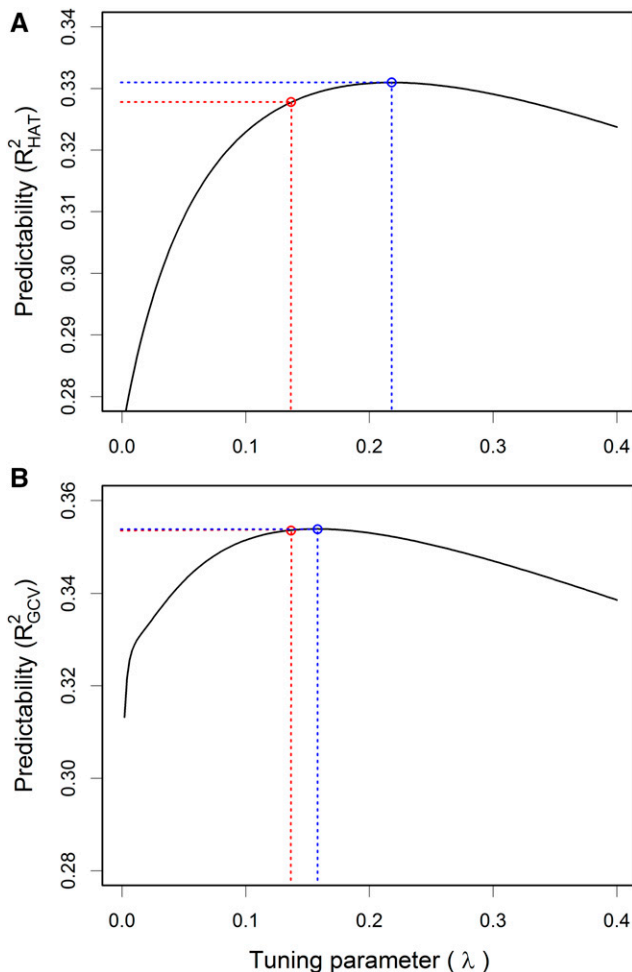 A
Predictability (R²HAT)
0.34
0.33
0.32
0.31
0.30
0.29
0.28
0.0 0.1 0.2 0.3 0.4
B
Predictability (R²GCV)
0.36
0.34
0.32
0.30
0.28
0.0 0.1 0.2 0.3 0.4
Tuning parameter ( λ )